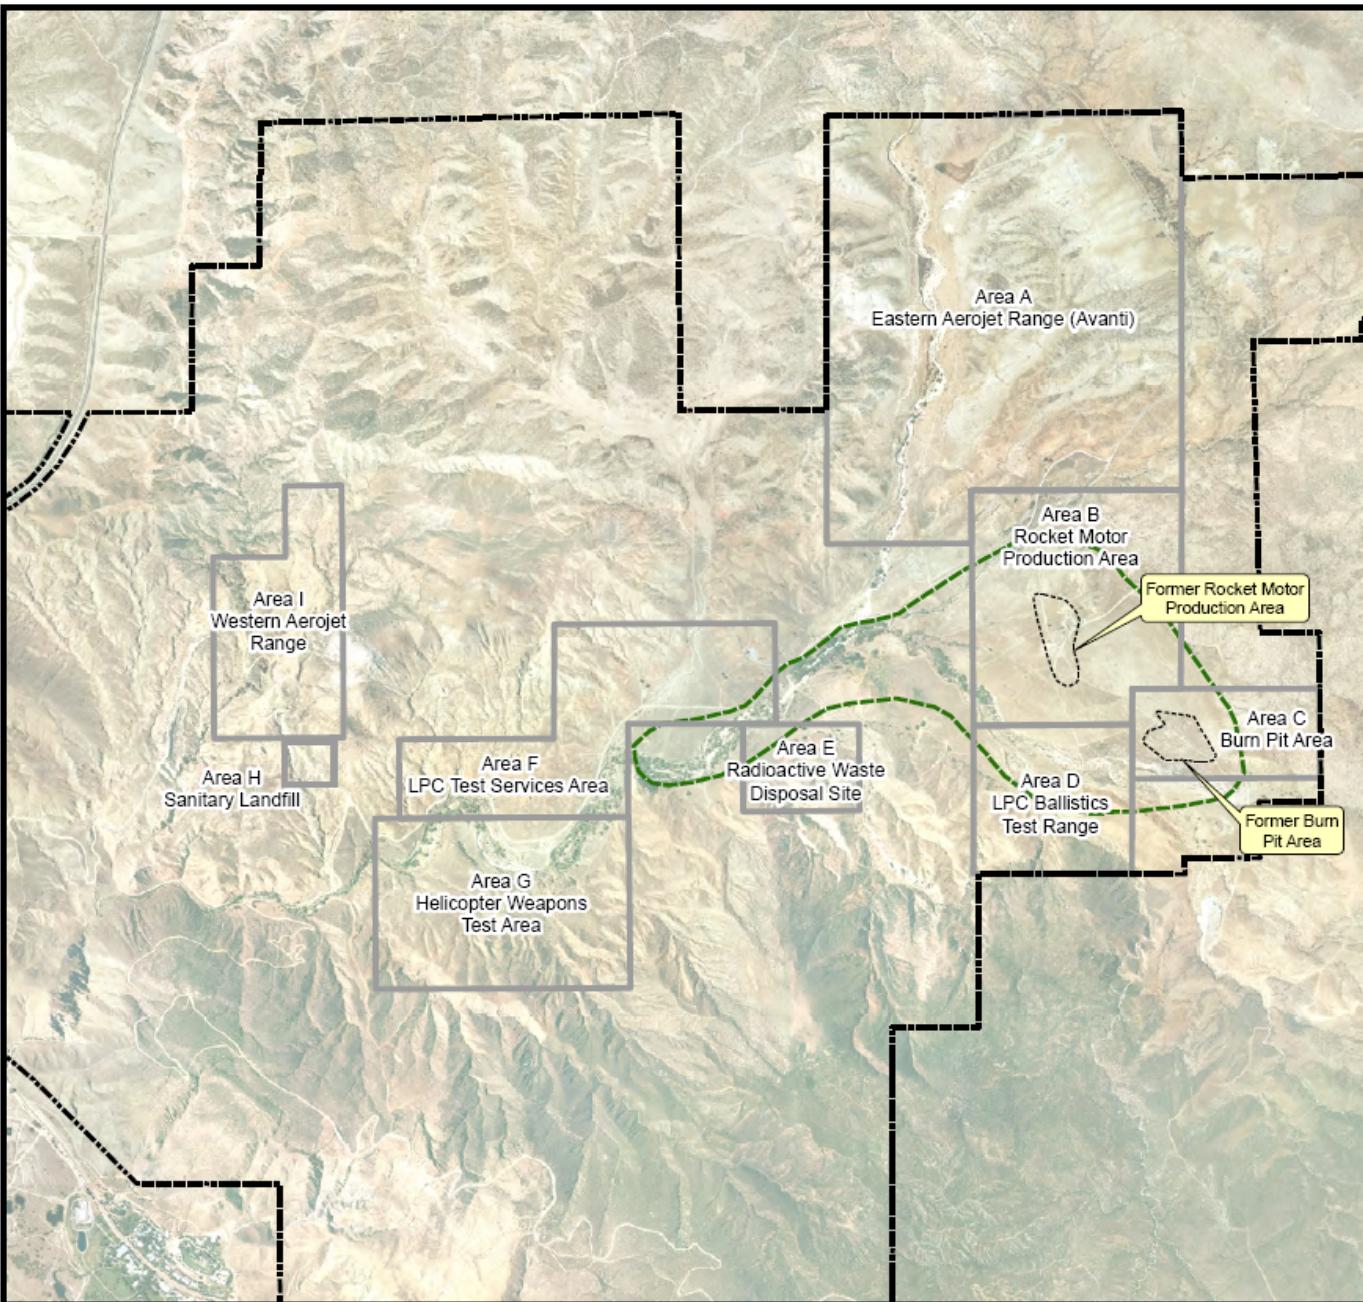 Area A
Eastern Aerojet Range (Avanti)
Area B
Rocket Motor
Production Area
Former Rocket Motor
Production Area
Area I
Western Aerojet
Range
Area C
Burn Pit Area
Area E
Radioactive Waste
Disposal Site
Area F
LPC Test Services Area
Area H
Sanitary Landfill
Area D
LPC Ballistics
Test Range
Former Burn
Pit Area
Area G
Helicopter Weapons
Test Area